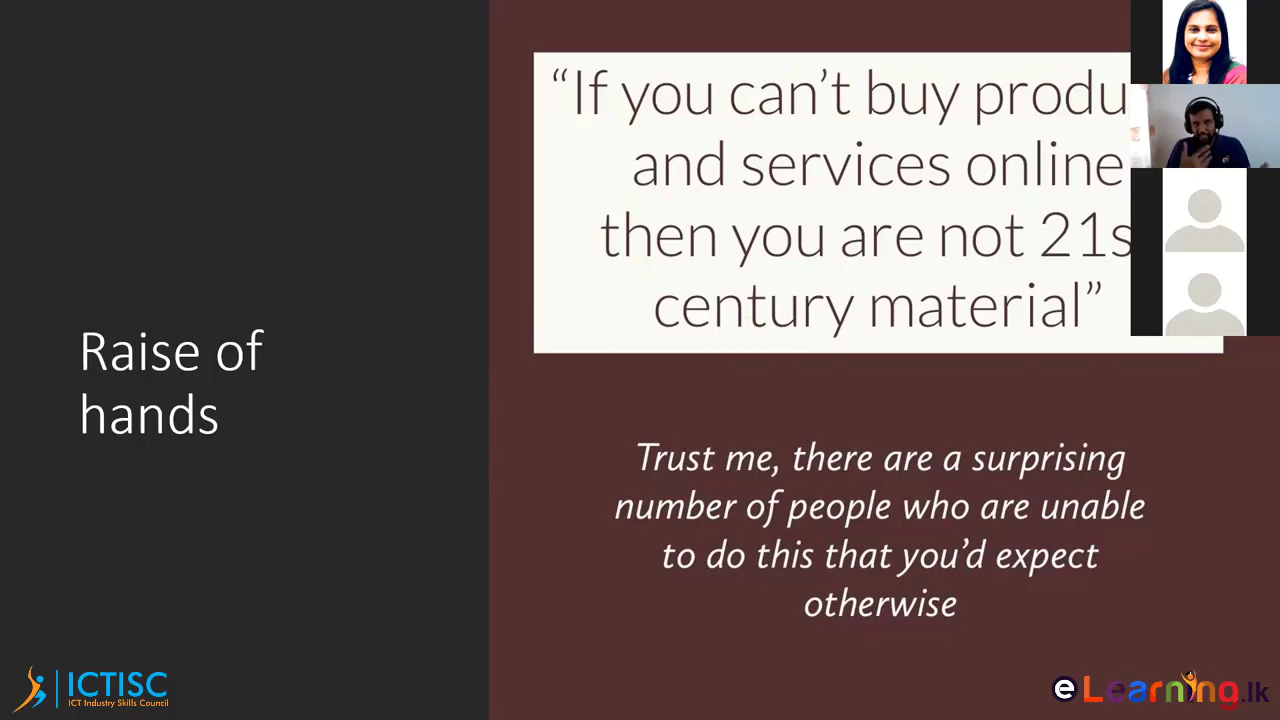 Raise of
hands
“If you can’t buy produ
and services online
then you are not 21s
century material”
Trust me, there are a surprising
number of people who are unable
to do this that you’d expect
otherwise
ICTISC
ICT Industry Skills Council
eLearning.lk